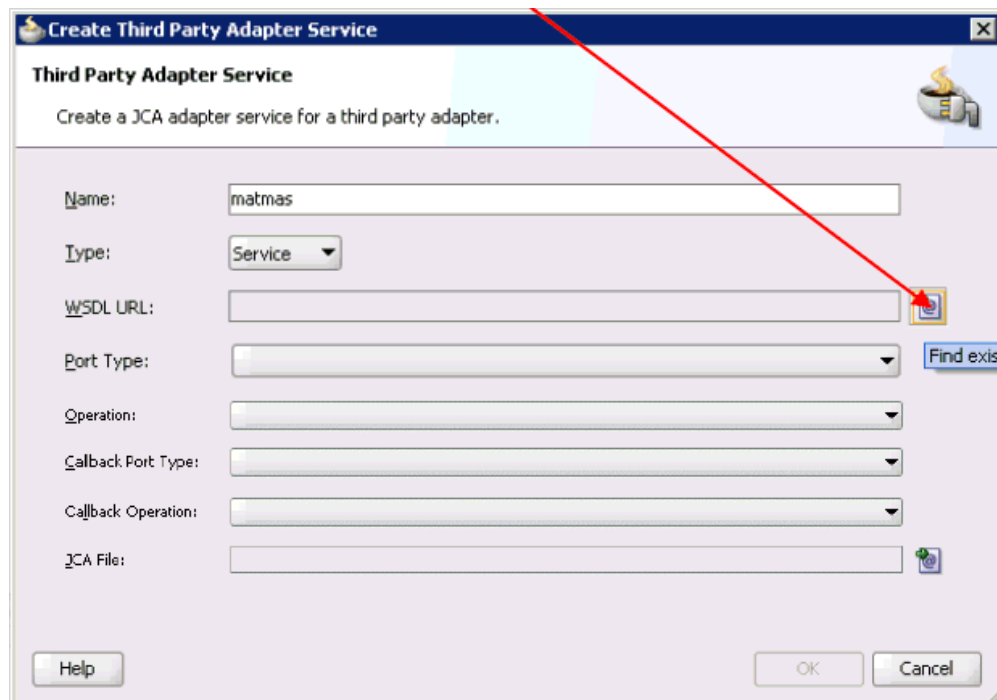 Create Third Party Adapter Service
Third Party Adapter Service
Create a JCA adapter service for a third party adapter.
Name: matmas
Type: Service
WSDL URL:
Port Type:
Find exis
Operation:
Callback Port Type:
Callback Operation:
JCA File:
Help OK Cancel